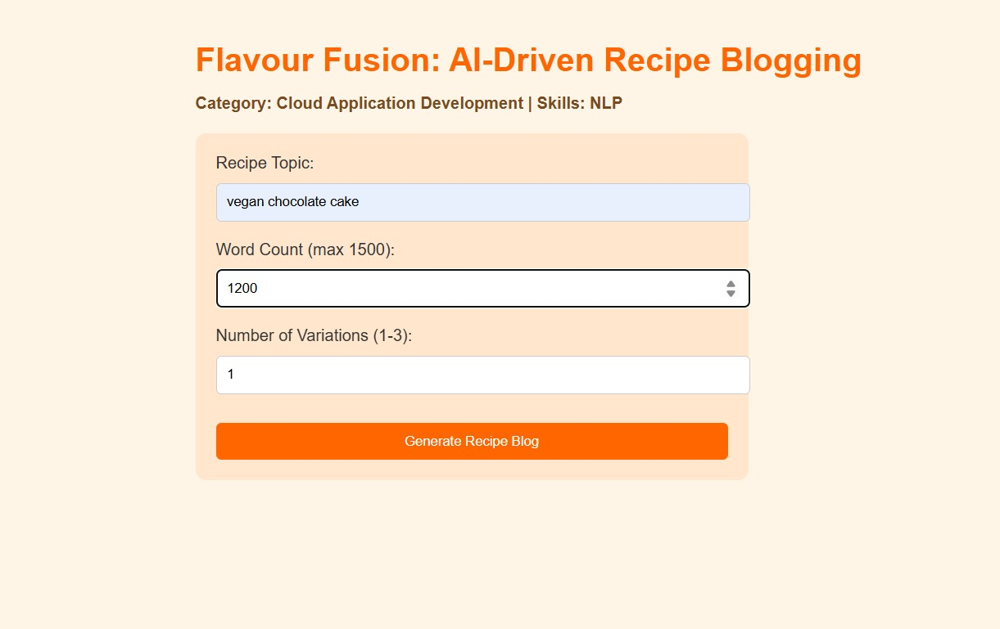 Flavour Fusion: AI-Driven Recipe Blogging
Category: Cloud Application Development | Skills: NLP
Recipe Topic:
vegan chocolate cake
Word Count (max 1500):
1200
Number of Variations (1-3):
1
Generate Recipe Blog